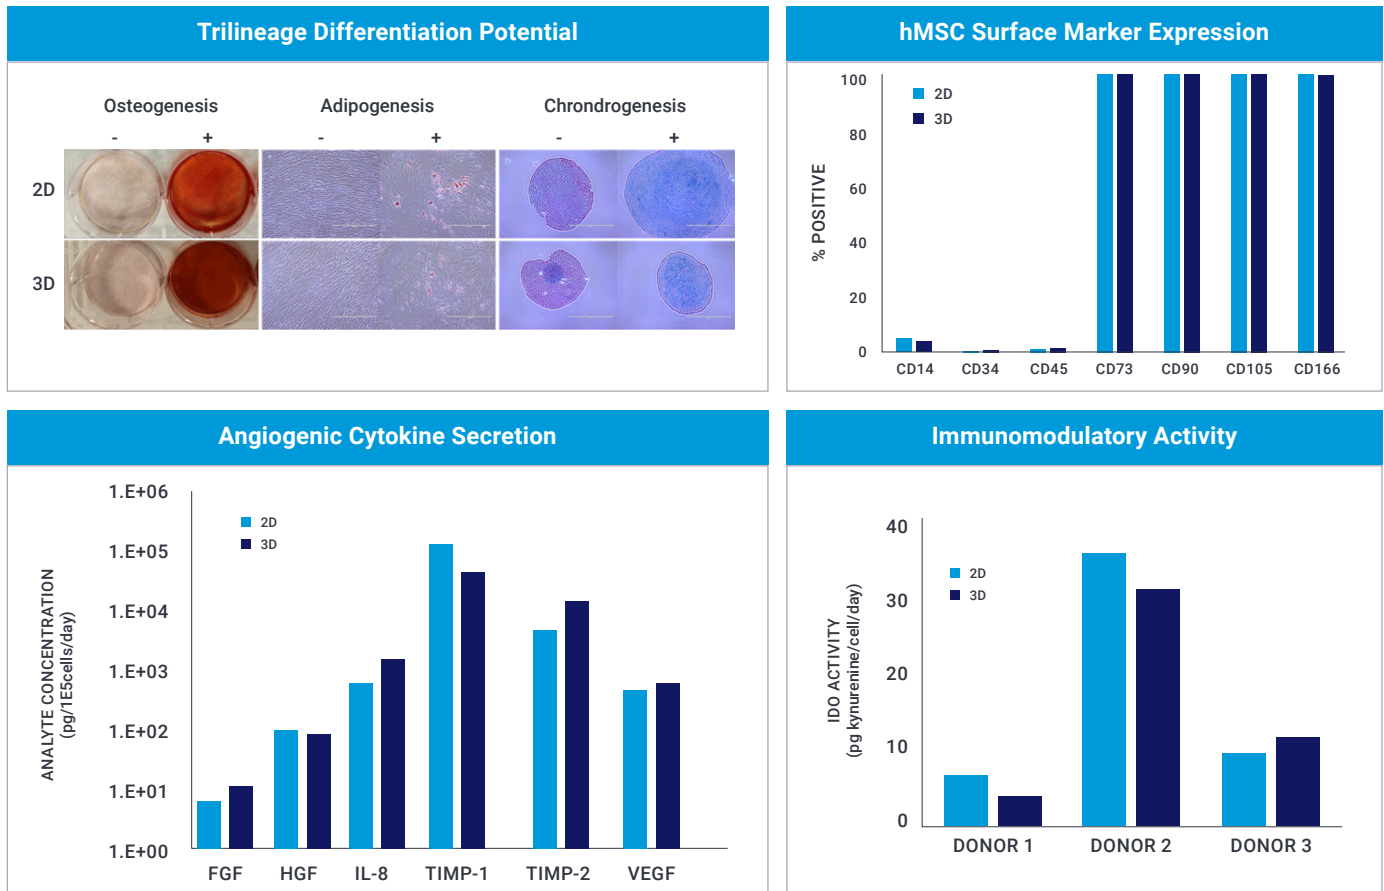 Trilineage Differentiation Potential
Osteogenesis Adipogenesis Chrondrogenesis
- + - + - +
2D
3D
hMSC Surface Marker Expression
% POSITIVE
100
80
60
40
20
0
2D
3D
CD14 CD34 CD45 CD73 CD90 CD105 CD166
Angiogenic Cytokine Secretion
ANALYTE CONCENTRATION
(pg/1E5cells/day)
1.E+06
1.E+05
1.E+04
1.E+03
1.E+02
1.E+01
1.E+00
2D
3D
FGF HGF IL-8 TIMP-1 TIMP-2 VEGF
Immunomodulatory Activity
IDO ACTIVITY
(pg kynurenine/cell/day)
40
30
20
10
0
2D
3D
DONOR 1 DONOR 2 DONOR 3